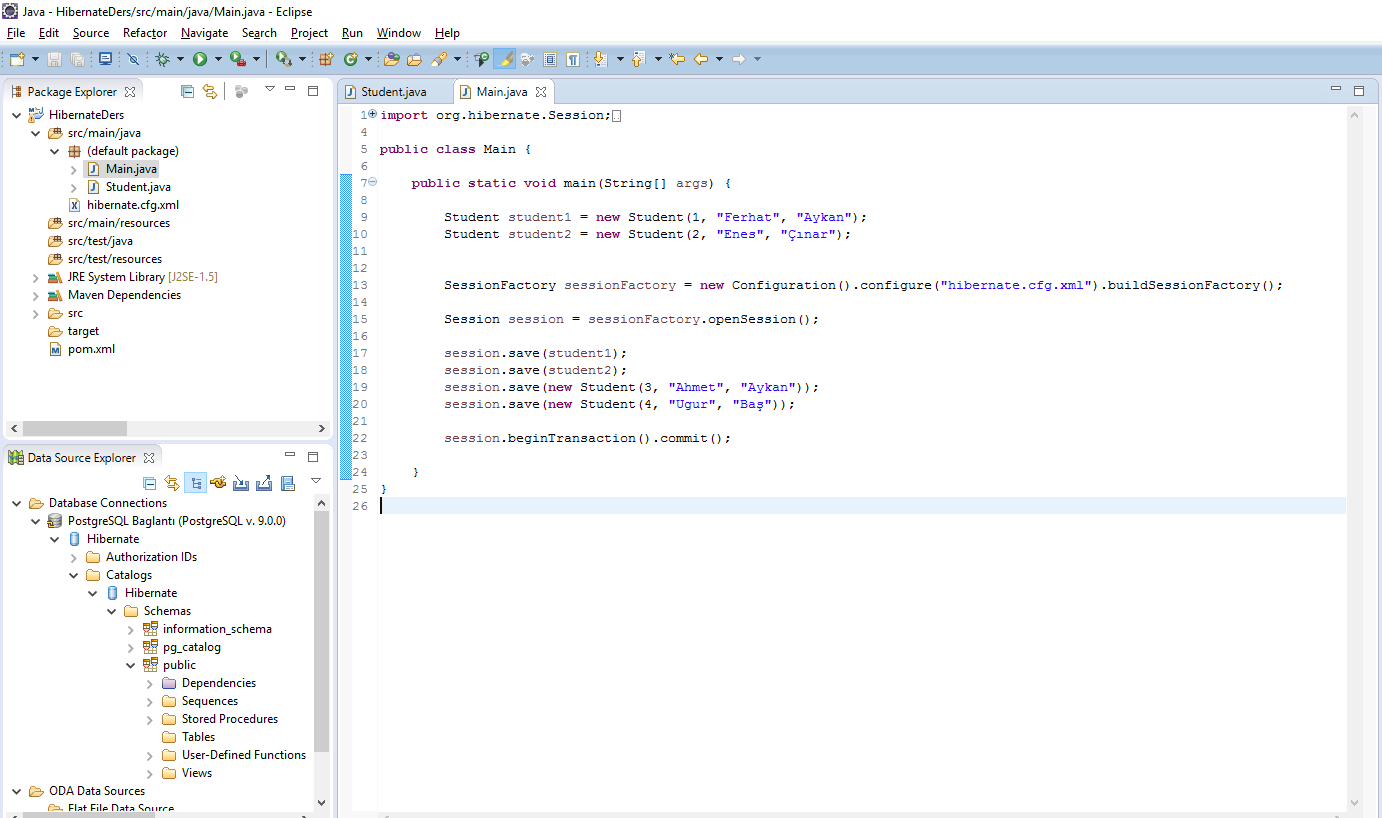 Java - HibernateDers/src/main/java/Main.java - Eclipse
File Edit Source Refactor Navigate Search Project Run Window Help
Package Explorer
HibernateDers
src/main/java
(default package)
Main.java
Student.java
hibernate.cfg.xml
src/main/resources
src/test/java
src/test/resources
JRE System Library [J2SE-1.5]
Maven Dependencies
src
target
pom.xml
Data Source Explorer
Database Connections
PostgreSQL Baglantı (PostgreSQL v. 9.0.0)
Hibernate
Authorization IDs
Catalogs
Hibernate
Schemas
information_schema
pg_catalog
public
Dependencies
Sequences
Stored Procedures
Tables
User-Defined Functions
Views
ODA Data Sources
Flat File Data Source
Student.java Main.java
1 import org.hibernate.Session;
4
5 public class Main {
6
7 public static void main(String[] args) {
8
9 Student student1 = new Student(1, "Ferhat", "Aykan");
10 Student student2 = new Student(2, "Enes", "Çınar");
11
12
13 SessionFactory sessionFactory = new Configuration().configure("hibernate.cfg.xml").buildSessionFactory();
14
15 Session session = sessionFactory.openSession();
16
17 session.save(student1);
18 session.save(student2);
19 session.save(new Student(3, "Ahmet", "Aykan"));
20 session.save(new Student(4, "Ugur", "Baş"));
21
22 session.beginTransaction().commit();
23
24 }
25 }
26